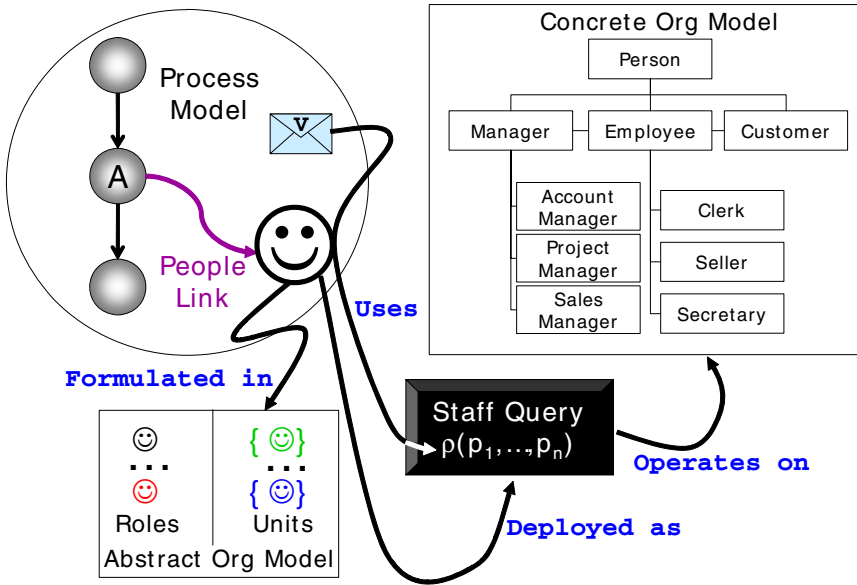 Process
Model
v
A
People
Link
Concrete Org Model
Person
Manager
Employee
Customer
Account
Manager
Project
Manager
Sales
Manager
Clerk
Seller
Secretary
Uses
Formulated in
Staff Query
ρ(p1,...,pn)
Operates on
Deployed as
{ }
...
{ }
...
Roles
Units
Abstract Org Model